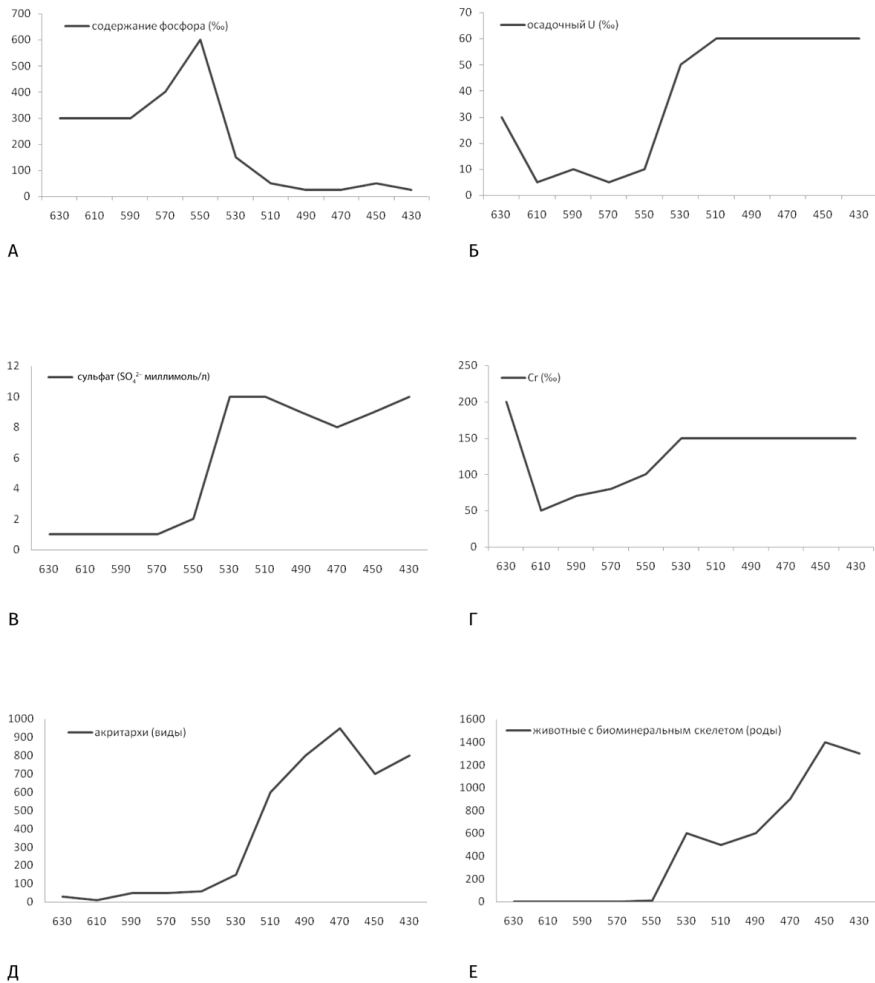 содержание фосфора (‰)
700
600
500
400
300
200
100
0
630 610 590 570 550 530 510 490 470 450 430
А
осадочный U (‰)
70
60
50
40
30
20
10
0
630 610 590 570 550 530 510 490 470 450 430
Б
сульфат (SO₄²⁻ миллимоль/л)
12
10
8
6
4
2
0
630 610 590 570 550 530 510 490 470 450 430
В
Cr (‰)
250
200
150
100
50
0
630 610 590 570 550 530 510 490 470 450 430
Г
акритархи (виды)
1000
900
800
700
600
500
400
300
200
100
0
630 610 590 570 550 530 510 490 470 450 430
Д
животные с биоминеральным скелетом (роды)
1600
1400
1200
1000
800
600
400
200
0
630 610 590 570 550 530 510 490 470 450 430
Е